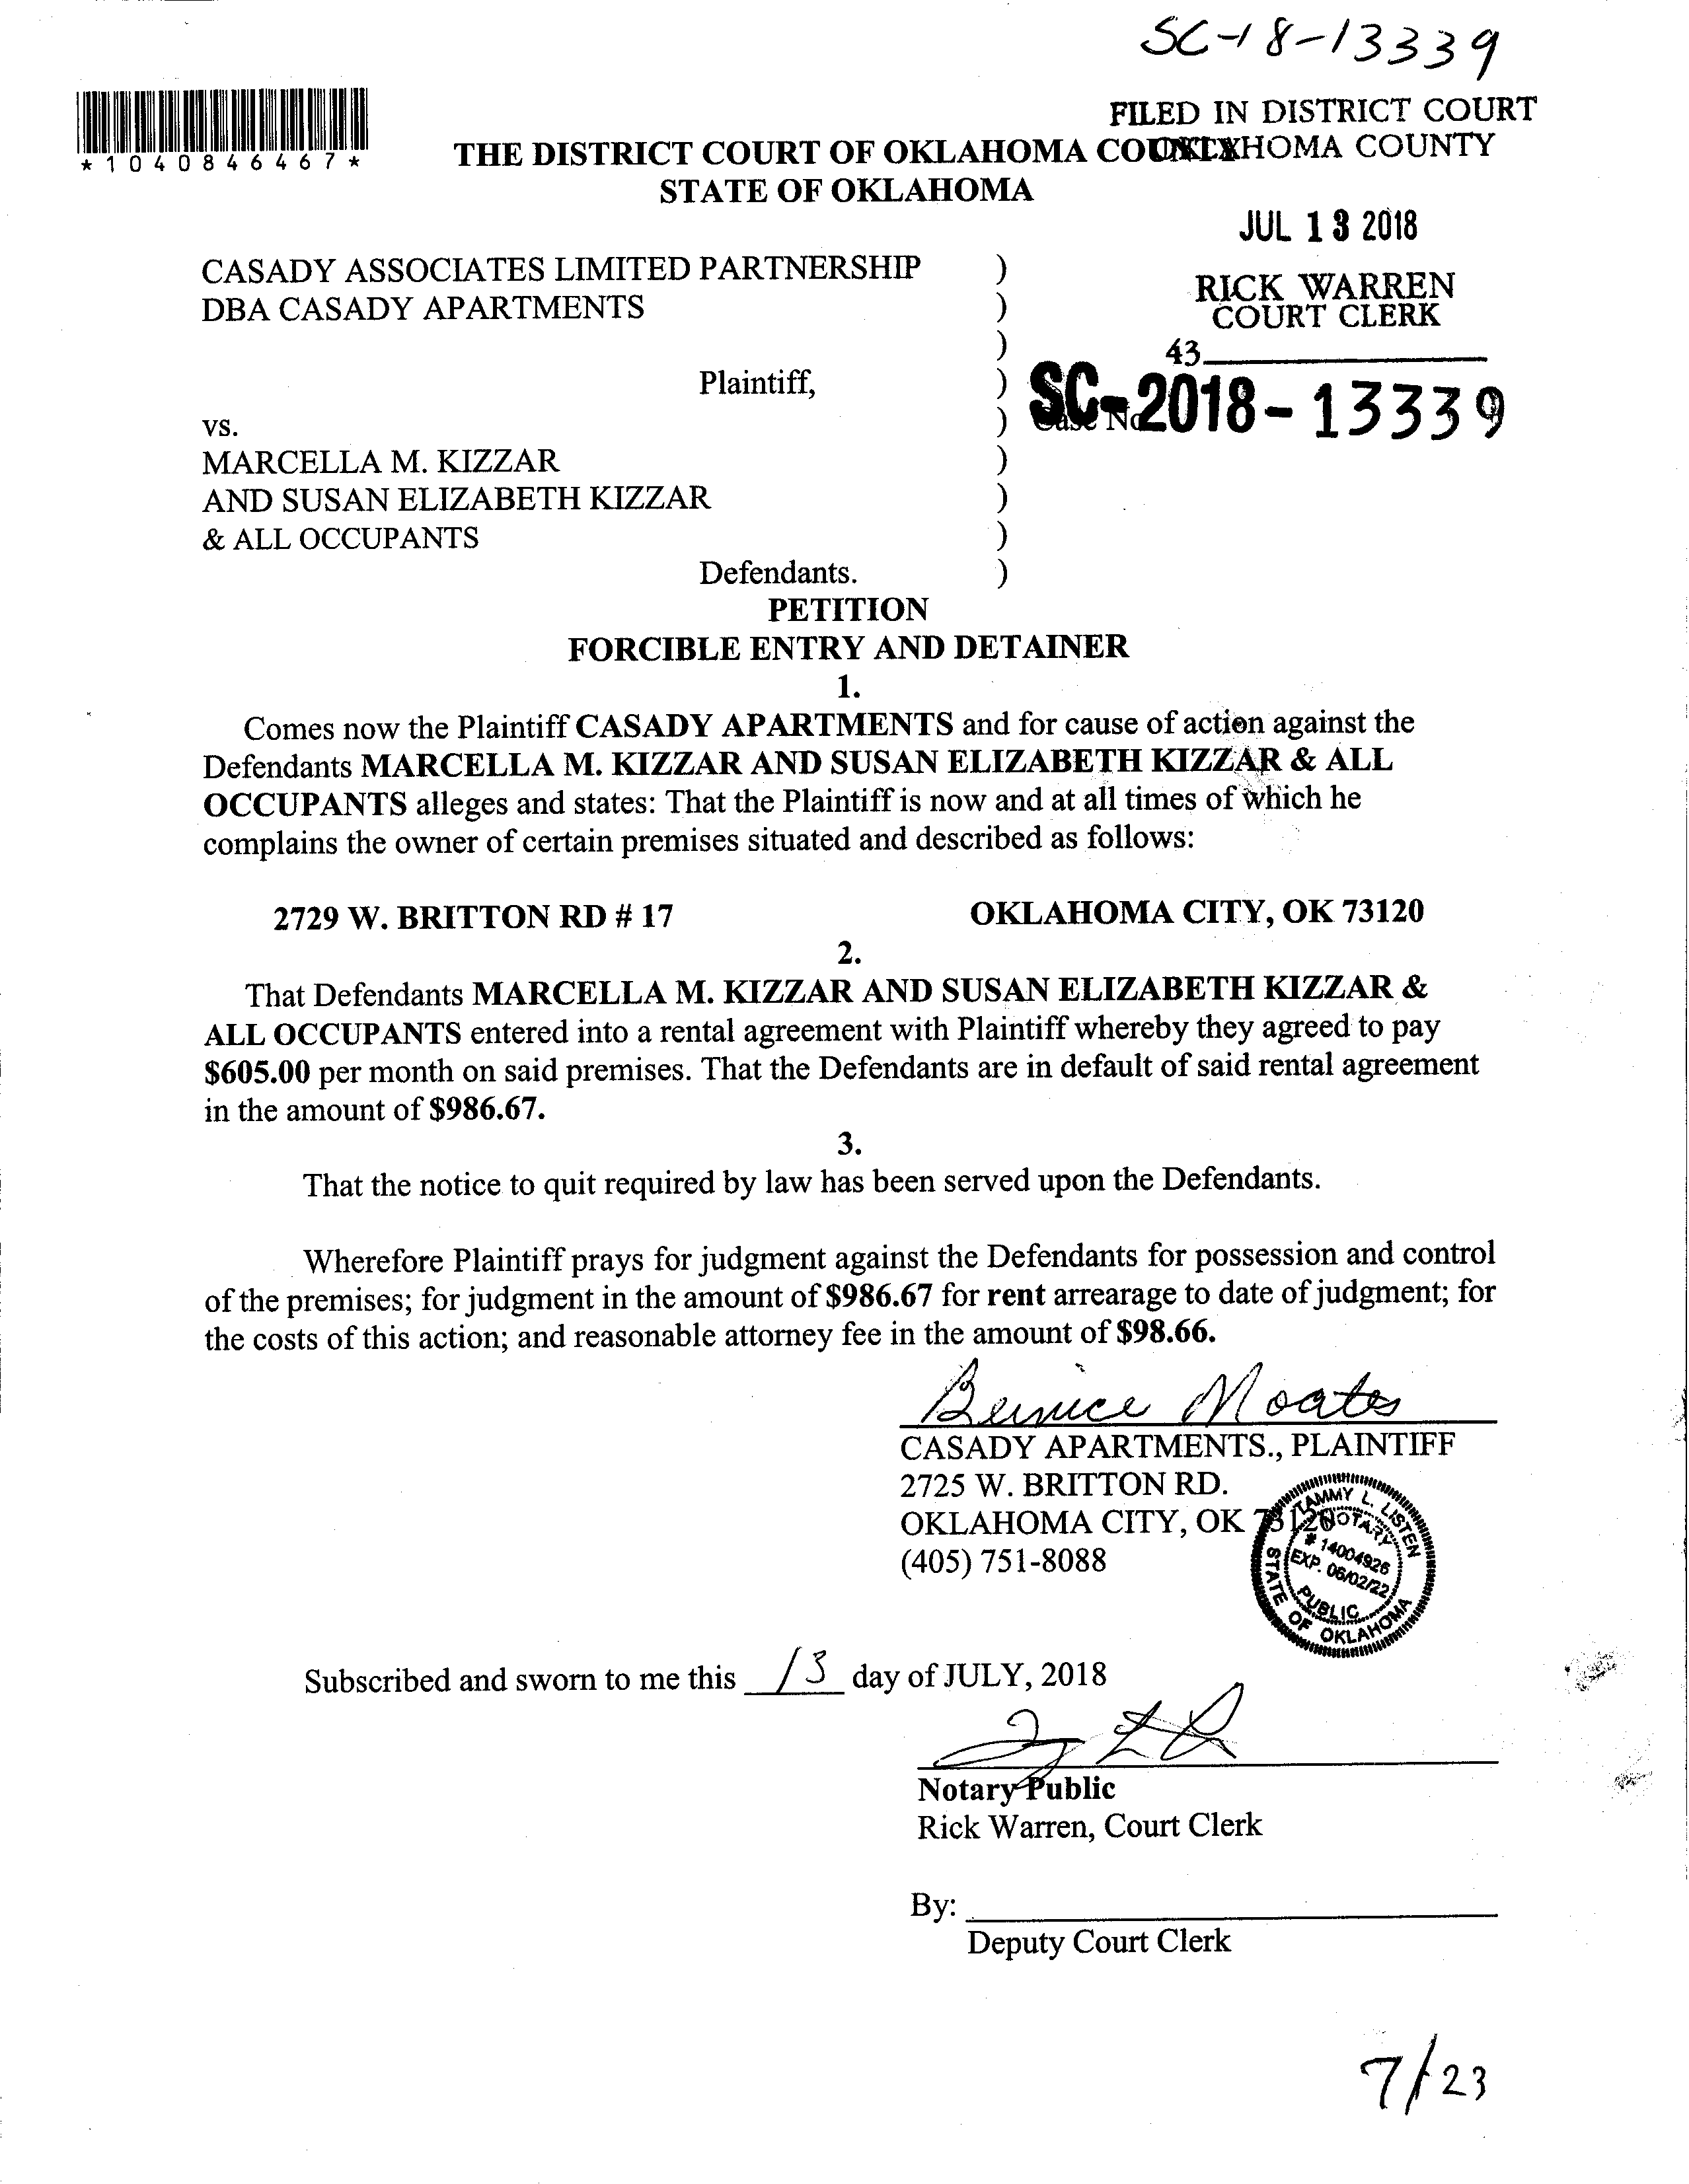 SC-18-13339
FILED IN DISTRICT COURT
OKLAHOMA COUNTY
*1040846467*
THE DISTRICT COURT OF OKLAHOMA COUNTY
STATE OF OKLAHOMA
JUL 13 2018
CASADY ASSOCIATES LIMITED PARTNERSHIP )
DBA CASADY APARTMENTS )
)
RICK WARREN
COURT CLERK
43
Plaintiff, )
SC-2018-13339
Case No
vs. )
MARCELLA M. KIZZAR )
AND SUSAN ELIZABETH KIZZAR )
& ALL OCCUPANTS )
Defendants. )
PETITION
FORCIBLE ENTRY AND DETAINER
1.
Comes now the Plaintiff CASADY APARTMENTS and for cause of action against the
Defendants MARCELLA M. KIZZAR AND SUSAN ELIZABETH KIZZAR & ALL
OCCUPANTS alleges and states: That the Plaintiff is now and at all times of which he
complains the owner of certain premises situated and described as follows:
2729 W. BRITTON RD # 17 OKLAHOMA CITY, OK 73120
2.
That Defendants MARCELLA M. KIZZAR AND SUSAN ELIZABETH KIZZAR &
ALL OCCUPANTS entered into a rental agreement with Plaintiff whereby they agreed to pay
$605.00 per month on said premises. That the Defendants are in default of said rental agreement
in the amount of $986.67.
3.
That the notice to quit required by law has been served upon the Defendants.
Wherefore Plaintiff prays for judgment against the Defendants for possession and control
of the premises; for judgment in the amount of $986.67 for rent arrearage to date of judgment; for
the costs of this action; and reasonable attorney fee in the amount of $98.66.
Bernice Moates
CASADY APARTMENTS., PLAINTIFF
2725 W. BRITTON RD.
OKLAHOMA CITY, OK 73120
(405) 751-8088
TAMMY L. LISTEN
NOTARY
# 14004926
EXP. 06/02/22
PUBLIC
STATE OF OKLAHOMA
Subscribed and sworn to me this 13 day of JULY, 2018
Notary Public
Rick Warren, Court Clerk
By:
Deputy Court Clerk
7/23